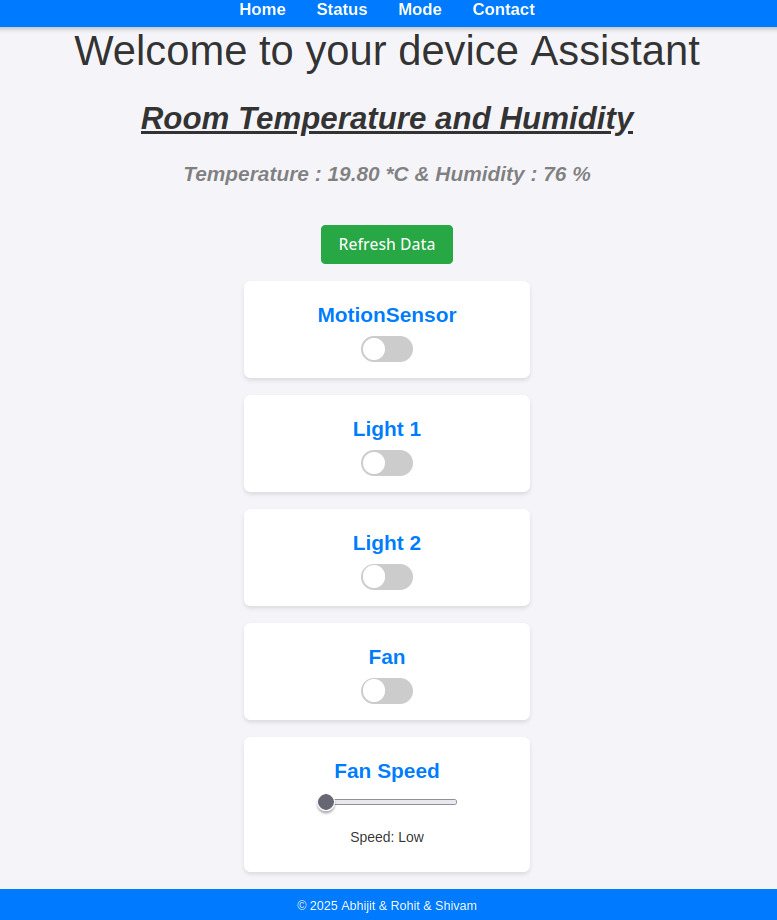 Home Status Mode Contact
Welcome to your device Assistant
Room Temperature and Humidity
Temperature : 19.80 *C & Humidity : 76 %
Refresh Data
MotionSensor
Light 1
Light 2
Fan
Fan Speed
Speed: Low
© 2025 Abhijit & Rohit & Shivam